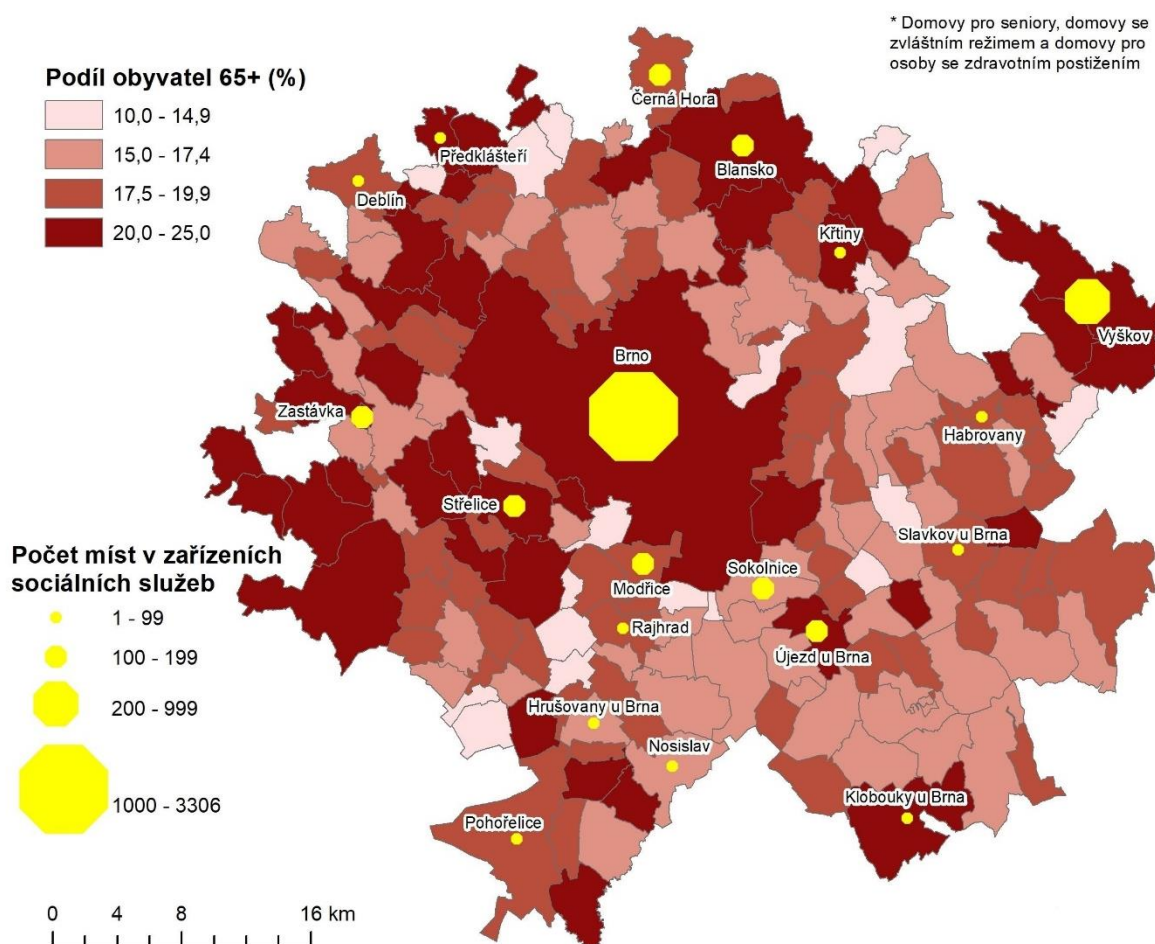 * Domovy pro seniory, domovy se
zvláštním režimem a domovy pro
osoby se zdravotním postižením
Podíl obyvatel 65+ (%)
10,0 - 14,9
15,0 - 17,4
17,5 - 19,9
20,0 - 25,0
Černá Hora
Předklášteří
Blansko
Deblín
Křtiny
Vyškov
Brno
Zastávka
Habrovany
Střelice
Slavkov u Brna
Počet míst v zařízeních
sociálních služeb
1 - 99
100 - 199
200 - 999
1000 - 3306
Modřice
Sokolnice
Rajhrad
Újezd u Brna
Hrušovany u Brna
Nosislav
Klobouky u Brna
Pohořelice
0 4 8 16 km